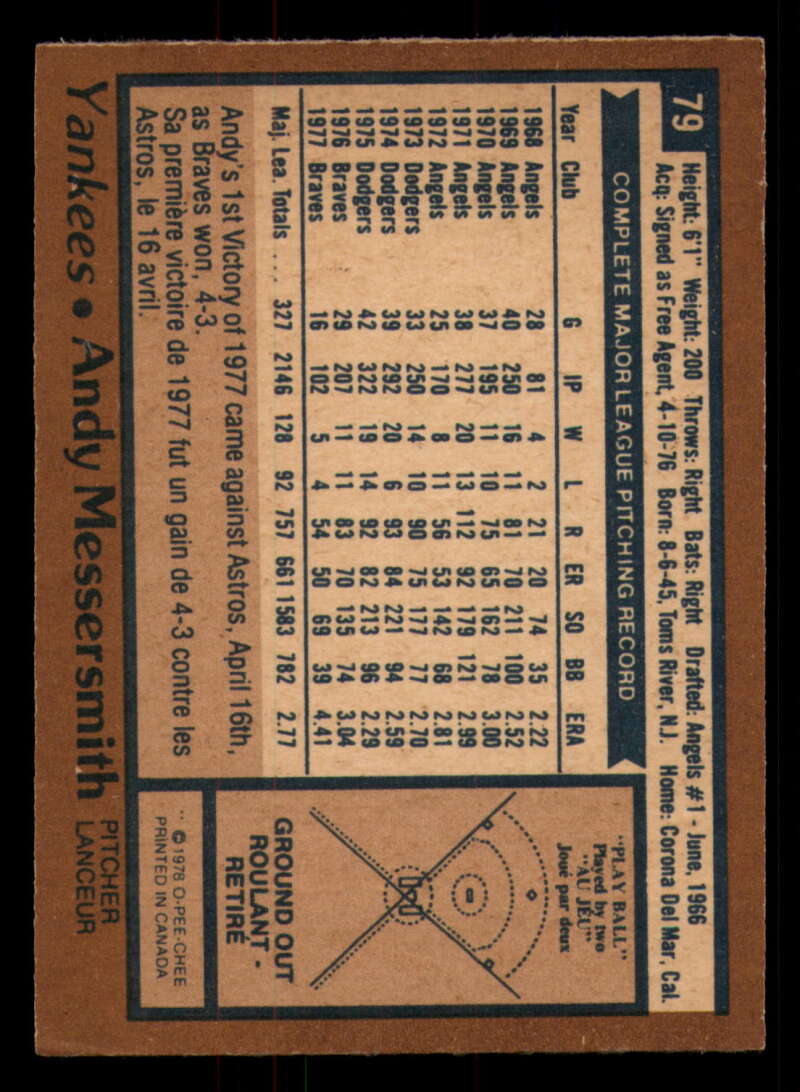 79
Height: 6'1" Weight: 200 Throws: Right Bats: Right Drafted: Angels #1 - June, 1966
Acq: Signed as Free Agent, 4-10-76 Born: 8-6-45, Toms River, N.J. Home: Corona Del Mar, Cal.
COMPLETE MAJOR LEAGUE PITCHING RECORD
Year Club G IP W L R ER SO BB ERA
1968 Angels 28 81 4 2 21 20 74 35 2.22
1969 Angels 40 250 16 11 81 70 211 100 2.52
1970 Angels 37 195 11 10 75 65 162 78 3.00
1971 Angels 38 277 20 13 112 92 179 121 2.99
1972 Angels 25 170 8 11 56 53 142 68 2.81
1973 Dodgers 33 250 14 10 90 75 177 77 2.70
1974 Dodgers 39 292 20 6 93 84 221 94 2.59
1975 Dodgers 42 322 19 14 92 82 213 96 2.29
1976 Braves 29 207 11 11 83 70 135 74 3.04
1977 Braves 16 102 5 4 54 50 69 39 4.41
Maj. Lea. Totals ... 327 2146 128 92 757 661 1583 782 2.77
Andy's 1st Victory of 1977 came against Astros, April 16th,
as Braves won, 4-3.
Sa première victoire de 1977 fut un gain de 4-3 contre les
Astros, le 16 avril.
"PLAY BALL"
Played by two
"AU JEU"
Joué par deux
GROUND OUT
ROULANT -
RETIRÉ
** © 1978 O-PEE-CHEE
PRINTED IN CANADA
Yankees • Andy Messersmith PITCHER
LANCEUR